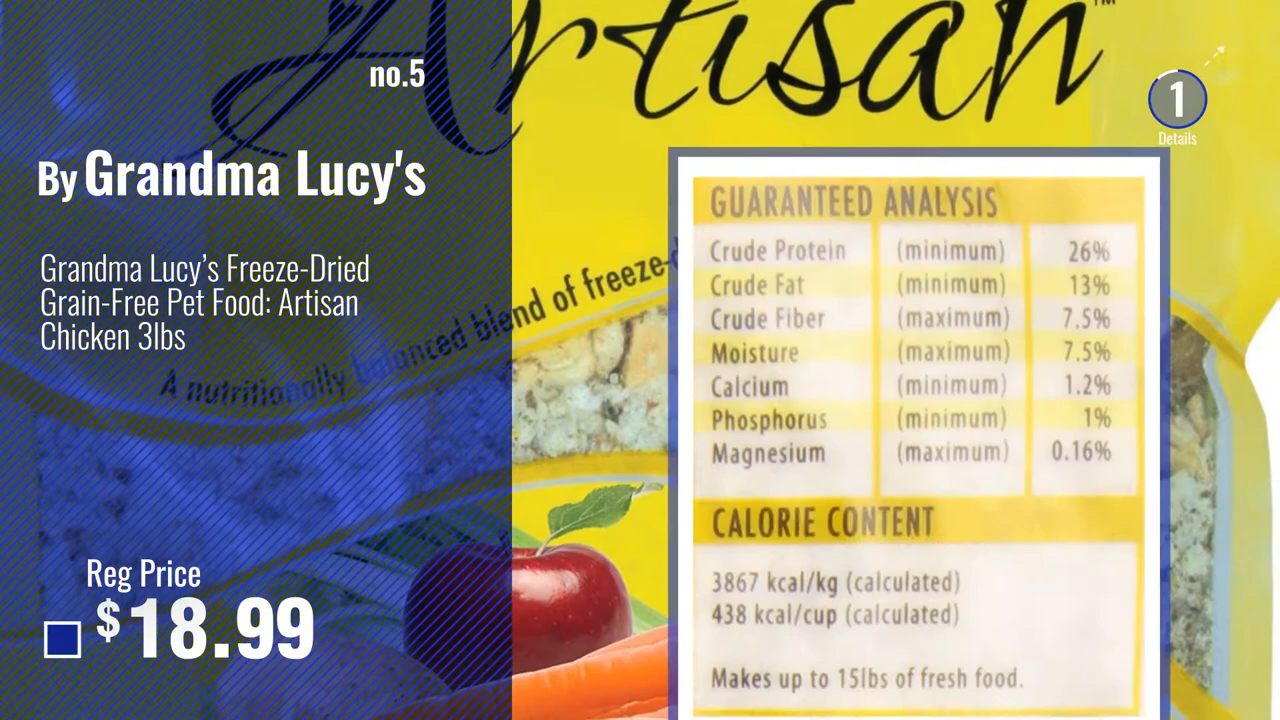 Artisan™
no.5
By Grandma Lucy's
Grandma Lucy's Freeze-Dried
Grain-Free Pet Food: Artisan
Chicken 3lbs
A nutritionally balanced blend of freeze-d
Reg Price
$18.99
1
Details
GUARANTEED ANALYSIS
Crude Protein (minimum) 26%
Crude Fat (minimum) 13%
Crude Fiber (maximum) 7.5%
Moisture (maximum) 7.5%
Calcium (minimum) 1.2%
Phosphorus (minimum) 1%
Magnesium (maximum) 0.16%
CALORIE CONTENT
3867 kcal/kg (calculated)
438 kcal/cup (calculated)
Makes up to 15lbs of fresh food.